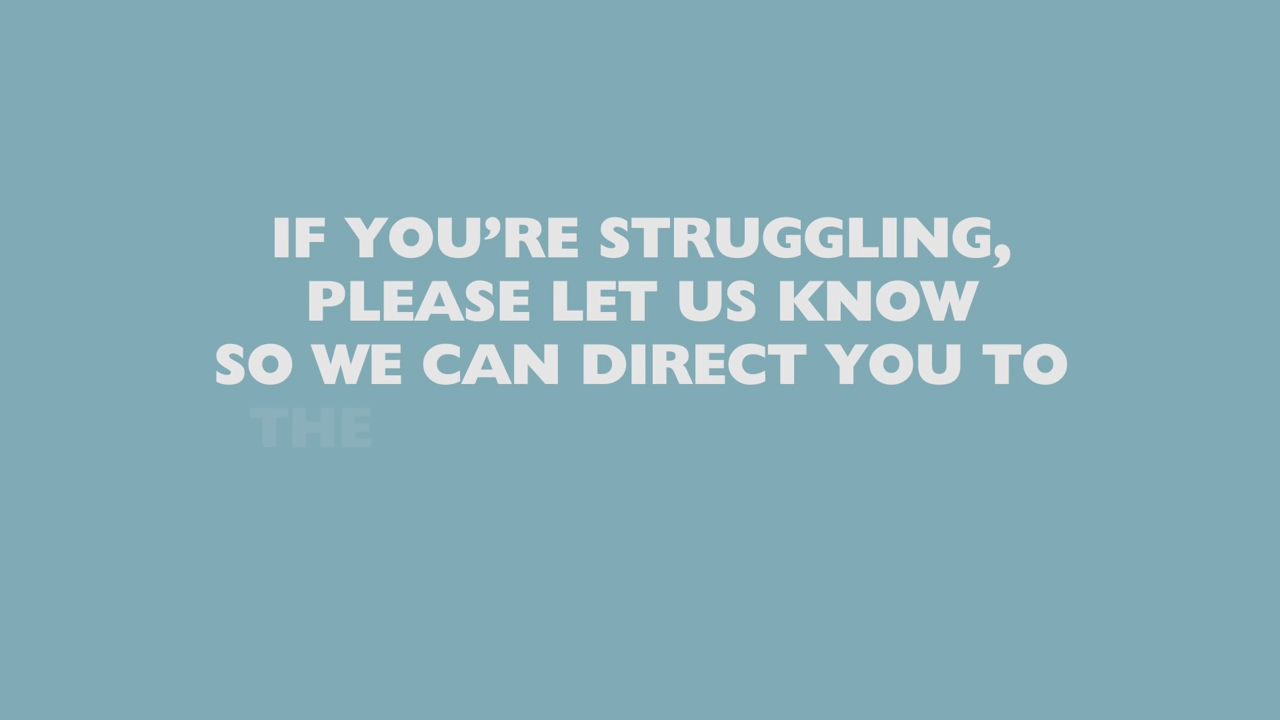 IF YOU’RE STRUGGLING,
PLEASE LET US KNOW
SO WE CAN DIRECT YOU TO
THE